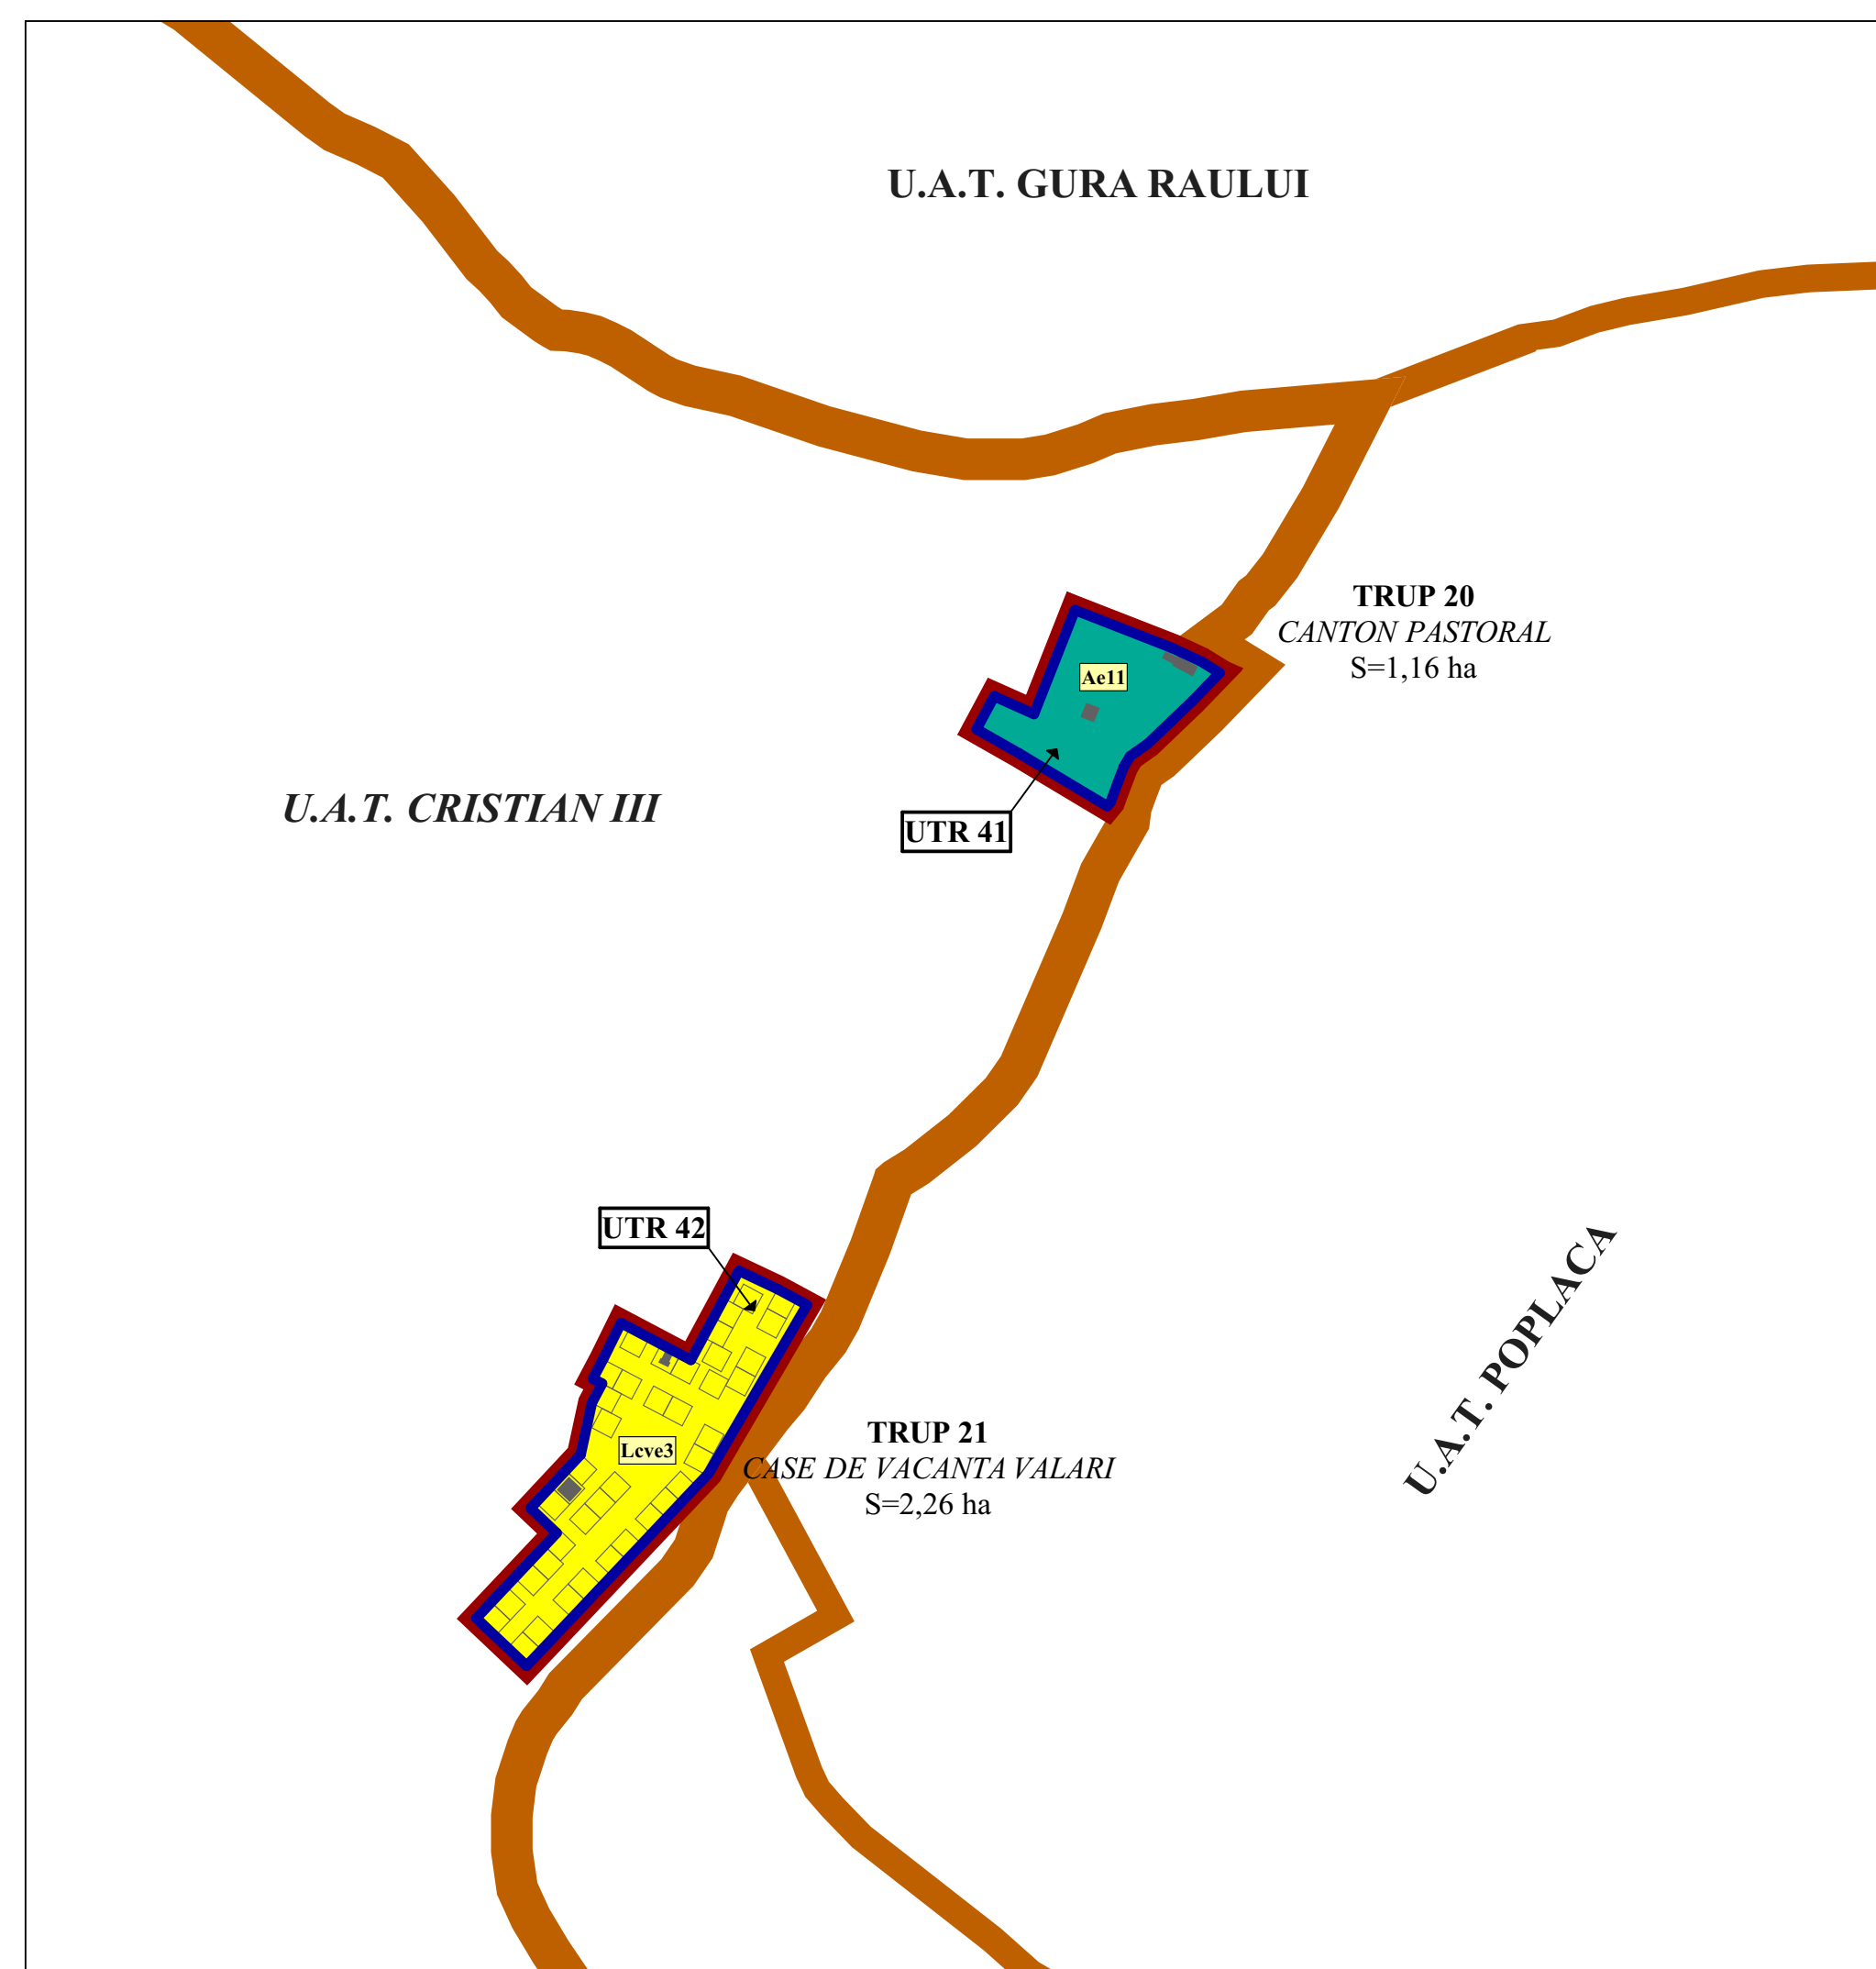 U.A.T. GURA RAULUI
TRUP 20
CANTON PASTORAL
S=1,16 ha
Ae11
U.A.T. CRISTIAN III
UTR 41
UTR 42
U.A.T. POPLACA
TRUP 21
CASE DE VACANTA VALARI
S=2,26 ha
Lcve3